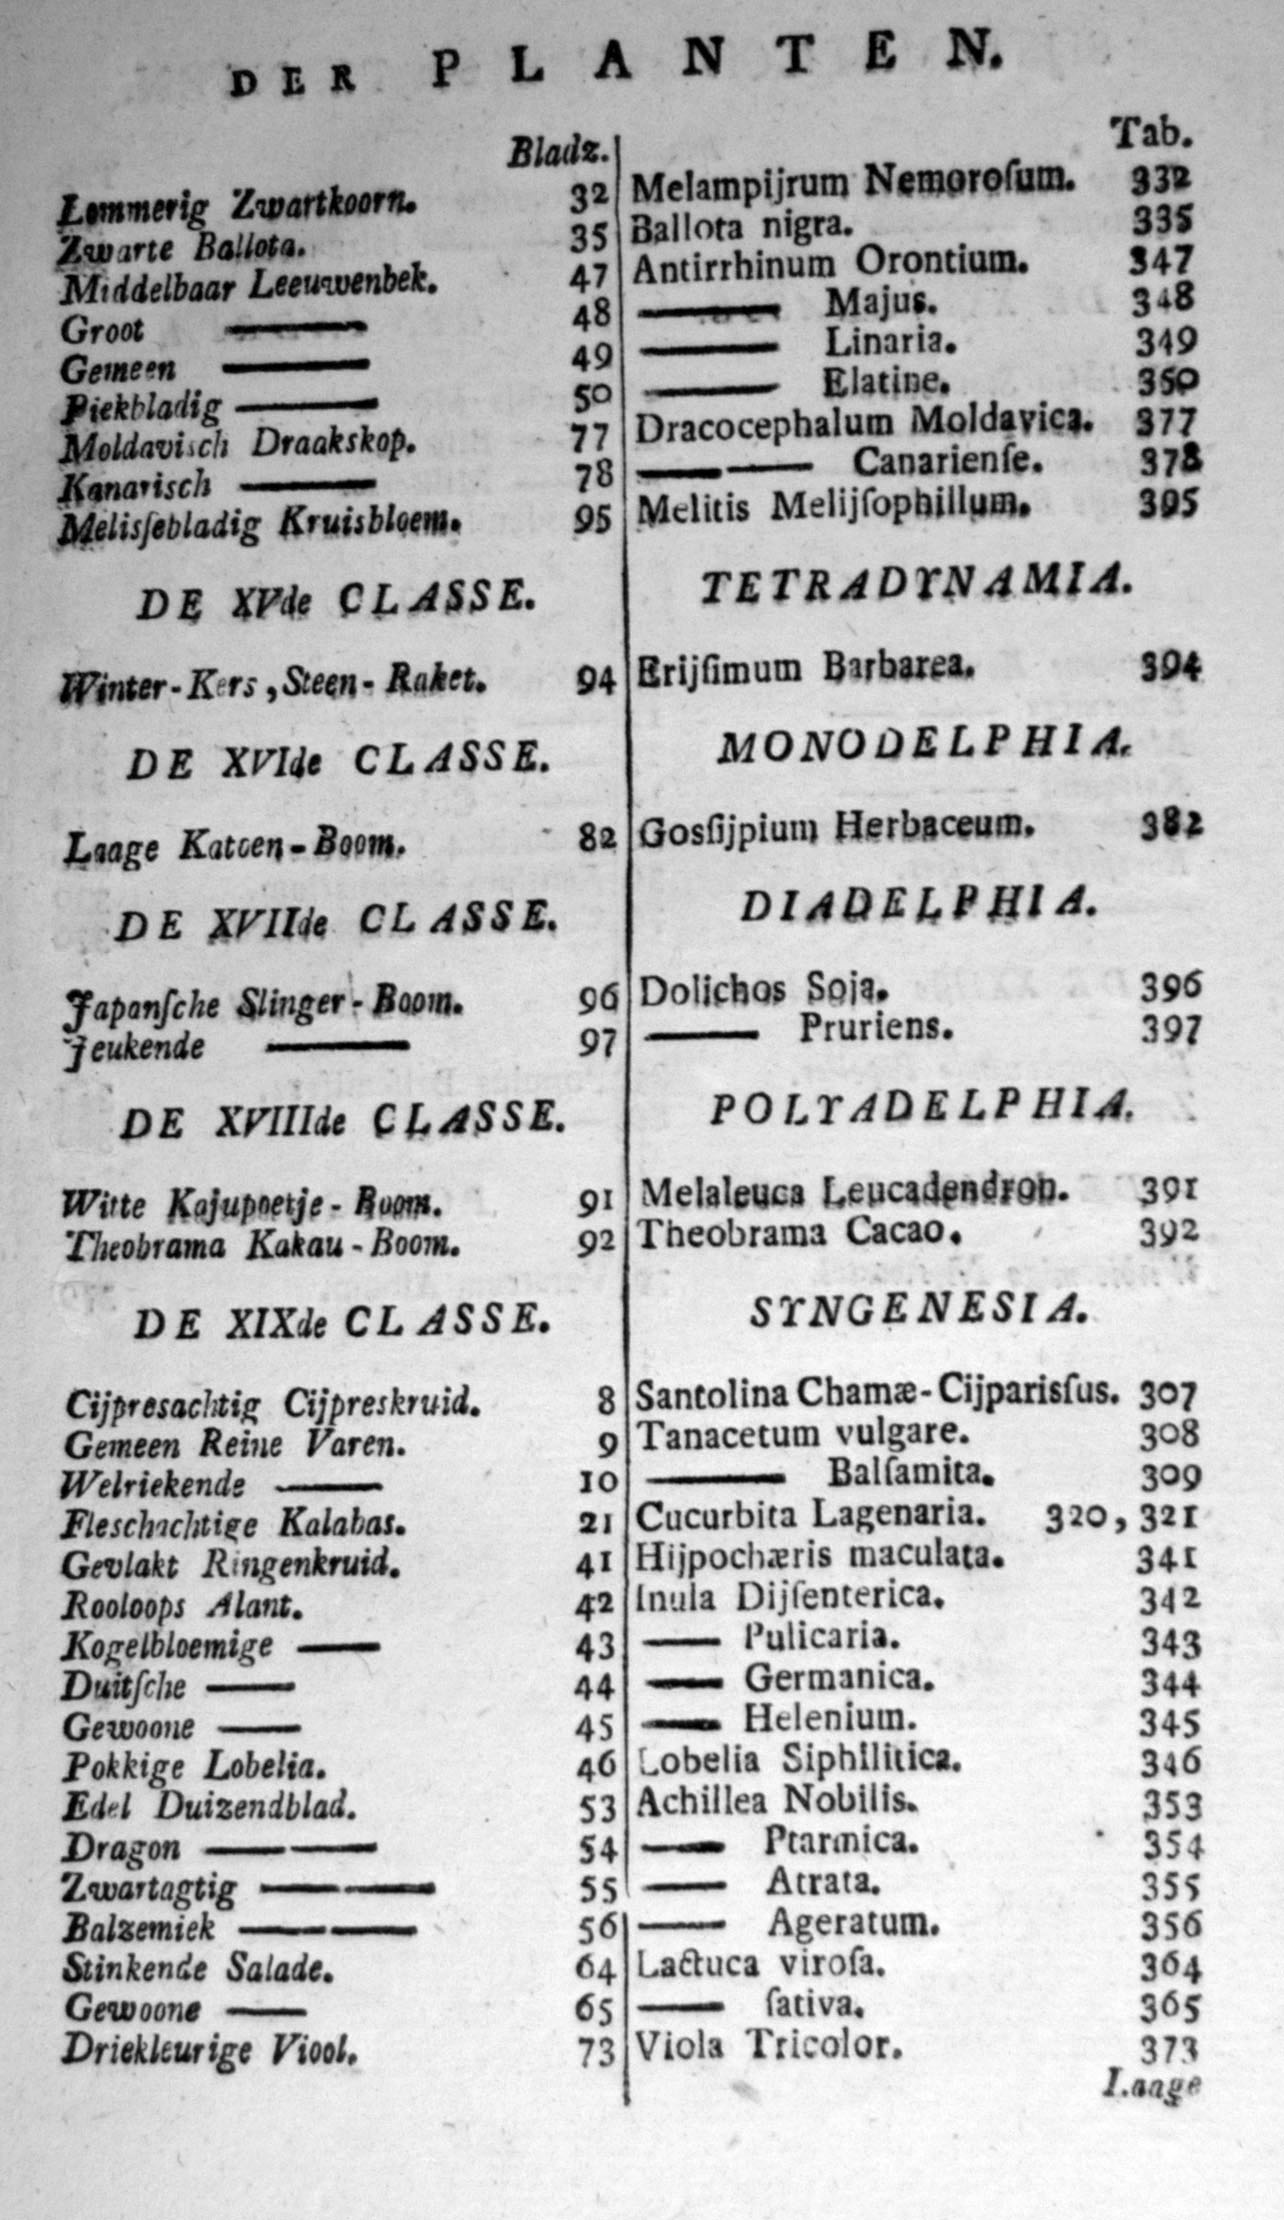 DER PLANTEN.
Bladz. Tab.
Lommerig Zwartkoorn. 32 Melampijrum Nemoroſum. 332
Zwarte Ballota. 35 Ballota nigra. 335
Middelbaar Leeuwenbek. 47 Antirrhinum Orontium. 347
Groot —— 48 —— Majus. 348
Gemeen —— 49 —— Linaria. 349
Piekbladig —— 50 —— Elatine. 350
Moldavisch Draakskop. 77 Dracocephalum Moldavica. 377
Kanarisch —— 78 —— —— Canarienſe. 378
Melisſebladig Kruisbloem. 95 Melitis Melijſophillum. 395
DE XVde CLASSE. TETRADYNAMIA.
Winter-Kers, Steen-Raket. 94 Erijſimum Barbarea. 394
DE XVIde CLASSE. MONODELPHIA.
Laage Katoen-Boom. 82 Gosſijpium Herbaceum. 382
DE XVIIde CLASSE. DIADELPHIA.
Japanſche Slinger-Boom. 96 Dolichos Soja. 396
Jeukende —— 97 —— Pruriens. 397
DE XVIIIde CLASSE. POLYADELPHIA.
Witte Kajupoetje-Boom. 91 Melaleuca Leucadendron. 391
Theobrama Kakau-Boom. 92 Theobrama Cacao. 392
DE XIXde CLASSE. SYNGENESIA.
Cijpresachtig Cijpreskruid. 8 Santolina Chamæ-Cijparisſus. 307
Gemeen Reine Varen. 9 Tanacetum vulgare. 308
Welriekende —— 10 —— Balſamita. 309
Fleschachtige Kalabas. 21 Cucurbita Lagenaria. 320, 321
Gevlakt Ringenkruid. 41 Hijpochæris maculata. 341
Rooloops Alant. 42 Inula Dijſenterica. 342
Kogelbloemige —— 43 —— Pulicaria. 343
Duitſche —— 44 —— Germanica. 344
Gewoone —— 45 —— Helenium. 345
Pokkige Lobelia. 46 Lobelia Siphilitica. 346
Edel Duizendblad. 53 Achillea Nobilis. 353
Dragon —— —— 54 —— Ptarmica. 354
Zwartagtig —— —— 55 —— Atrata. 355
Balzemiek —— —— 56 —— Ageratum. 356
Stinkende Salade. 64 Lactuca viroſa. 364
Gewoone —— 65 —— ſativa. 365
Driekleurige Viool. 73 Viola Tricolor. 373
Laage